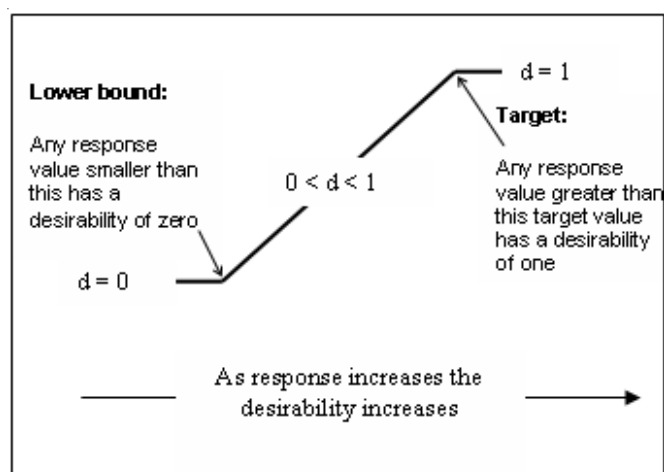 Lower bound:
Any response
value smaller than
this has a
desirability of zero
d = 0
0 < d < 1
d = 1
Target:
Any response
value greater than
this target value
has a desirability
of one
As response increases the
desirability increases